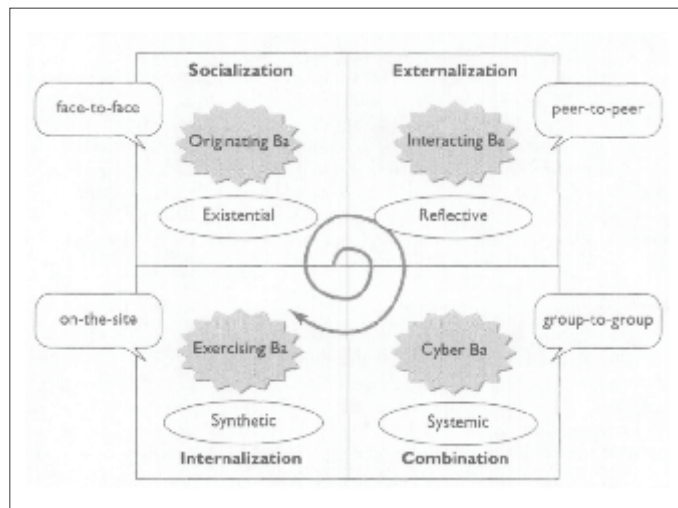 Socialization
Externalization
face-to-face
peer-to-peer
Originating Ba
Interacting Ba
Existential
Reflective
on-the-site
group-to-group
Exercising Ba
Cyber Ba
Synthetic
Systemic
Internalization
Combination